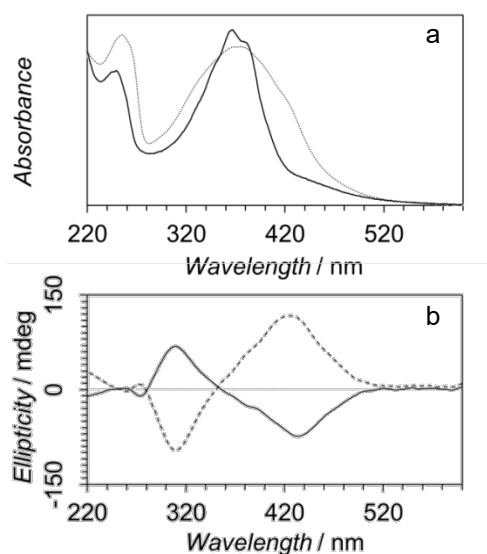 a
Absorbance
220 320 420 520
Wavelength / nm
b
Ellipticity / mdeg
150
0
-150
220 320 420 520
Wavelength / nm